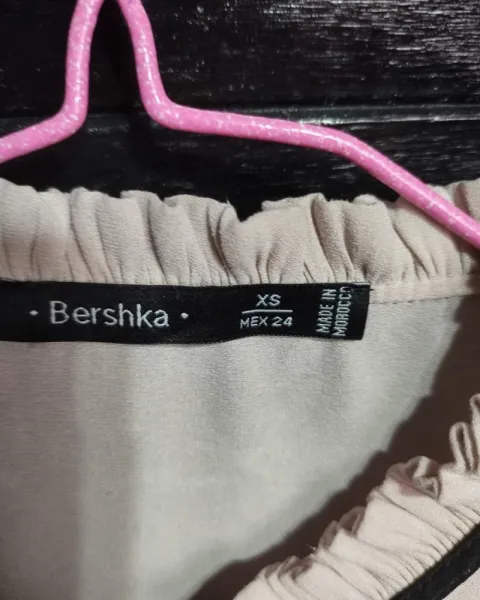 · Bershka ·
XS
MEX 24
MADE IN
MOROCCO